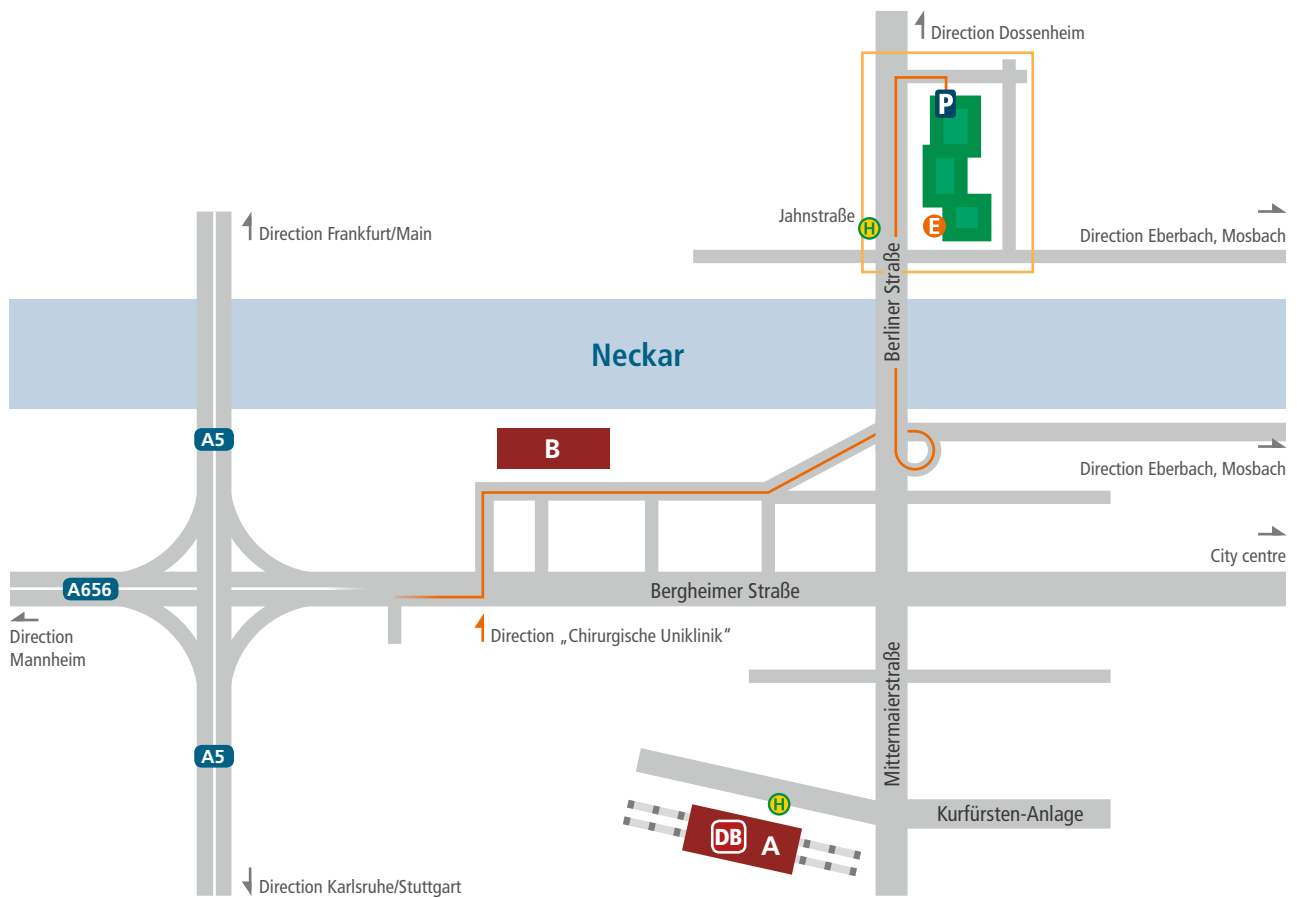 Direction Dossenheim
P
Jahnstraße
H
E
Direction Frankfurt/Main
Direction Eberbach, Mosbach
Berliner Straße
Neckar
A5
B
Direction Eberbach, Mosbach
City centre
A656
Bergheimer Straße
Direction
Mannheim
Direction „Chirurgische Uniklinik“
Mittermaierstraße
A5
H
Kurfürsten-Anlage
DB
A
Direction Karlsruhe/Stuttgart